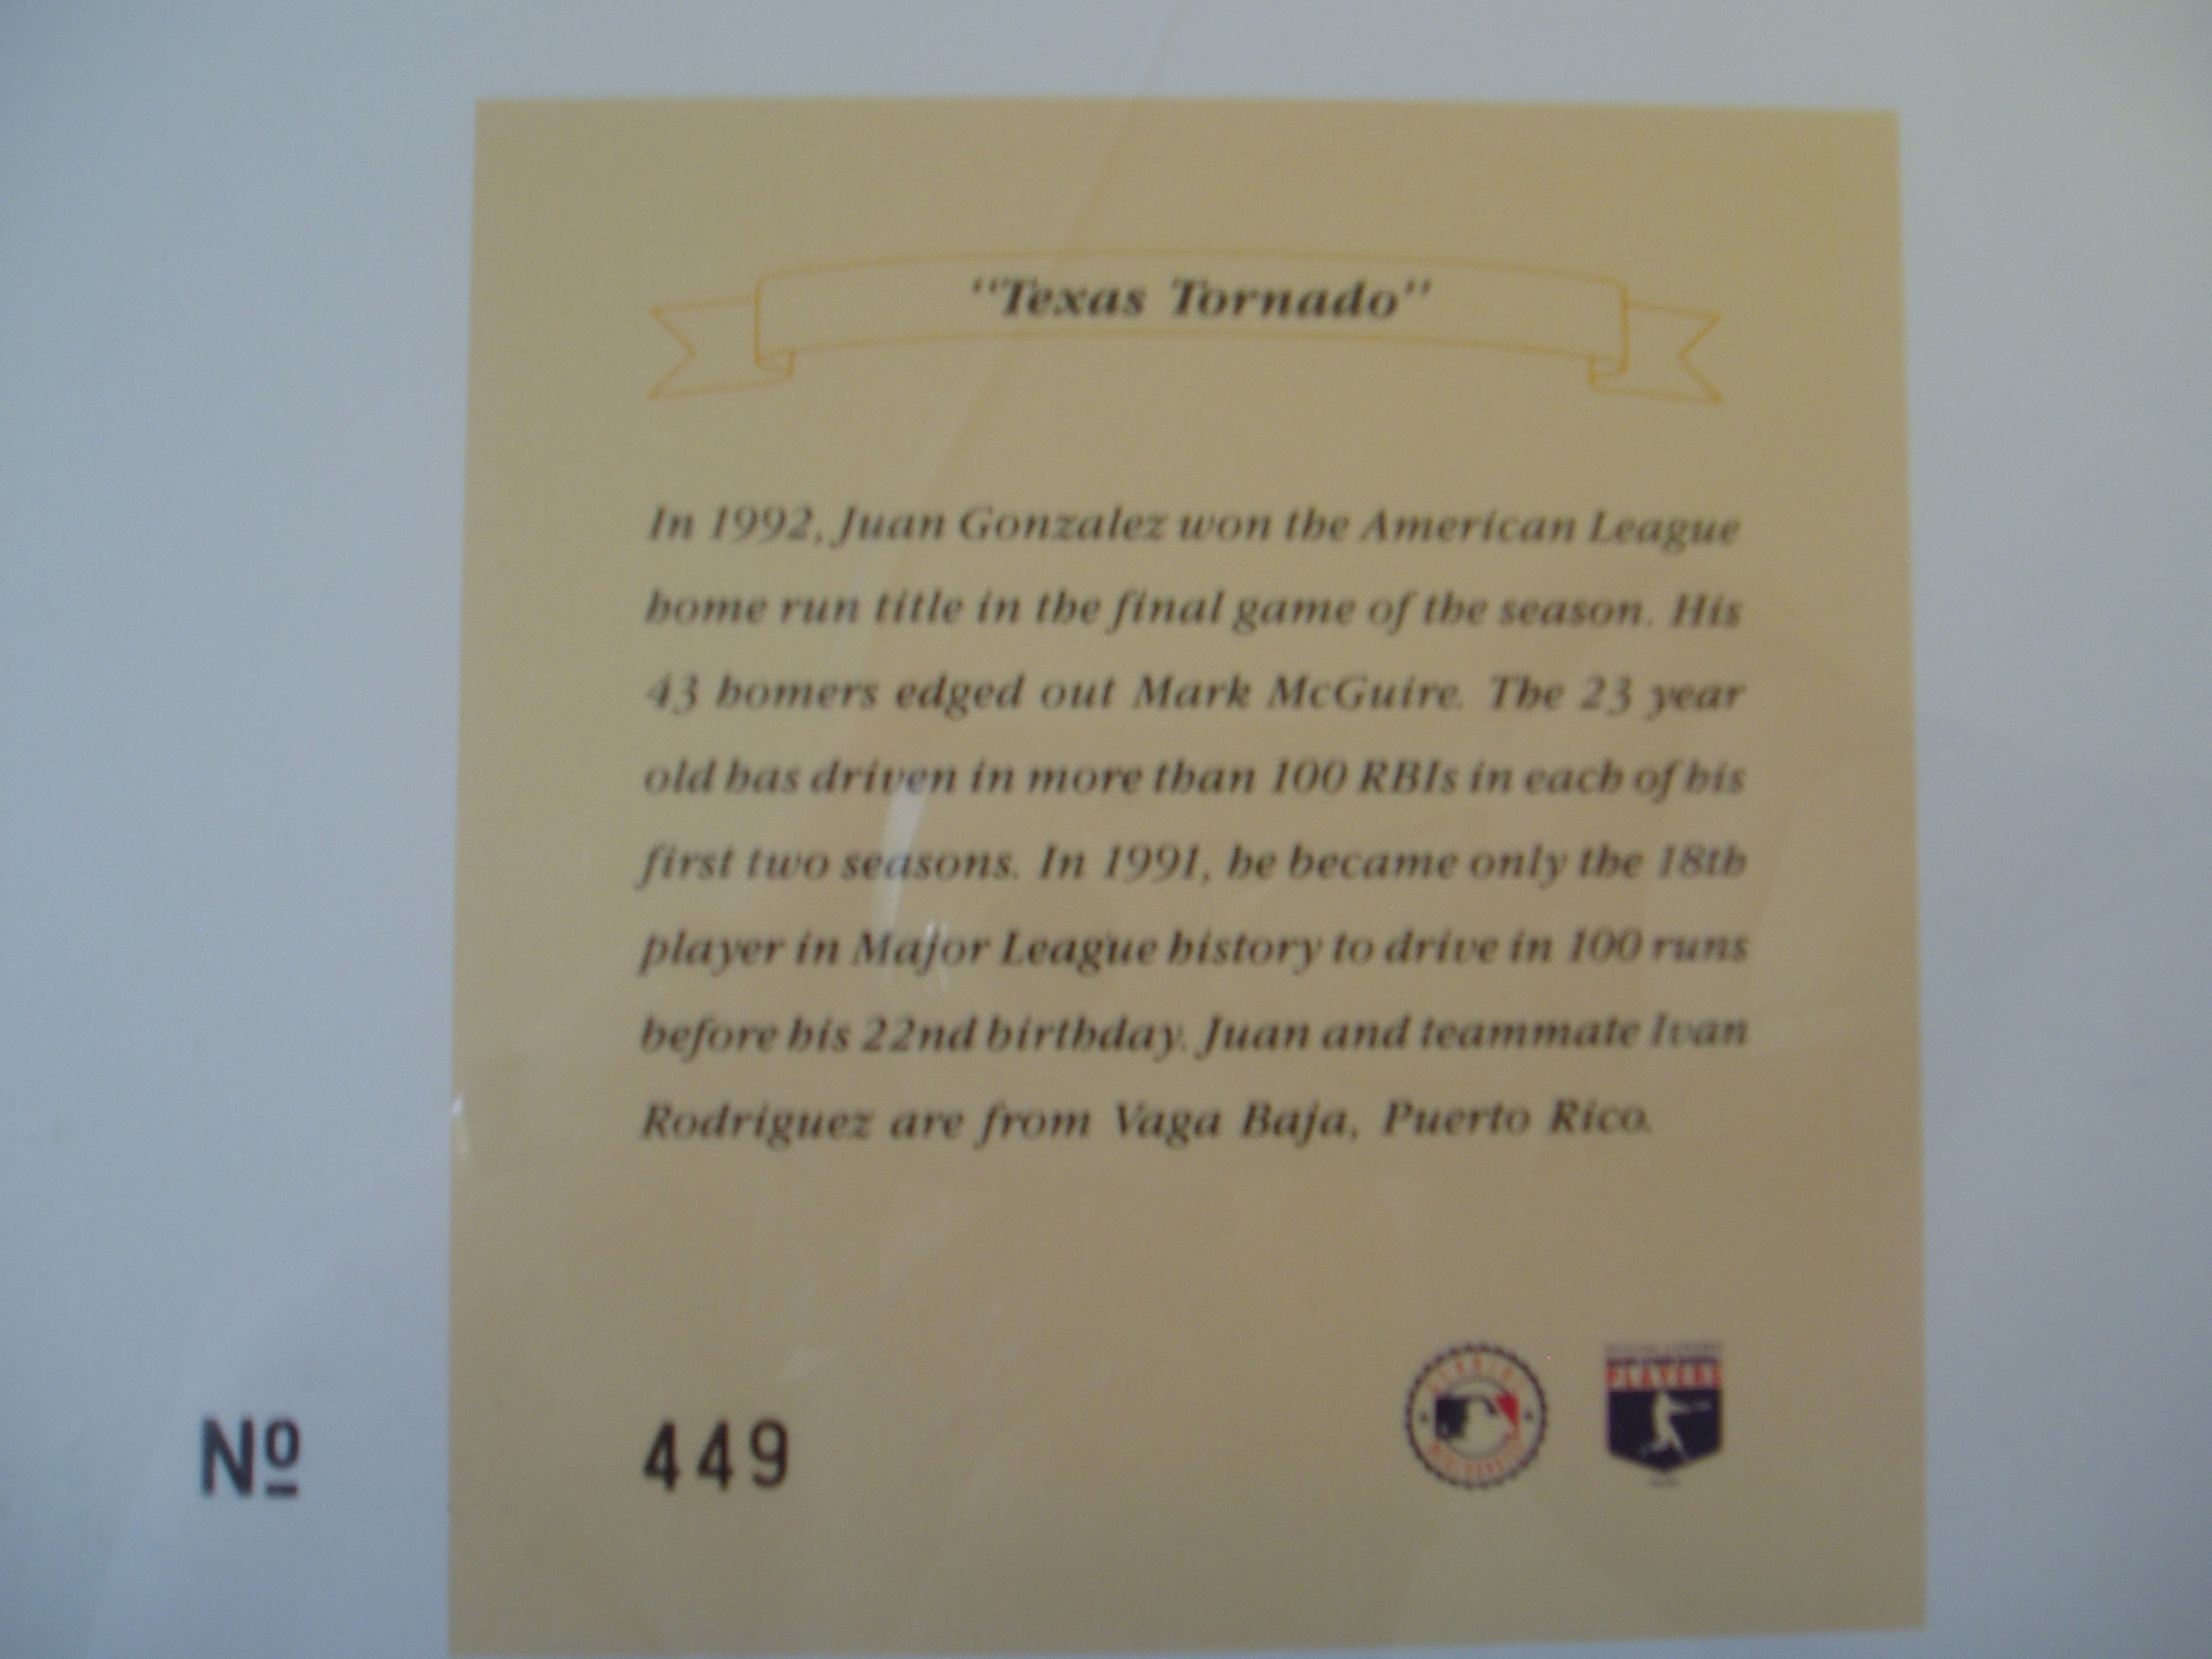 “Texas Tornado”
In 1992, Juan Gonzalez won the American League
home run title in the final game of the season. His
43 homers edged out Mark McGuire. The 23 year
old has driven in more than 100 RBIs in each of his
first two seasons. In 1991, he became only the 18th
player in Major League history to drive in 100 runs
before his 22nd birthday. Juan and teammate Ivan
Rodriguez are from Vaga Baja, Puerto Rico.
Nº 449
PLAYERS